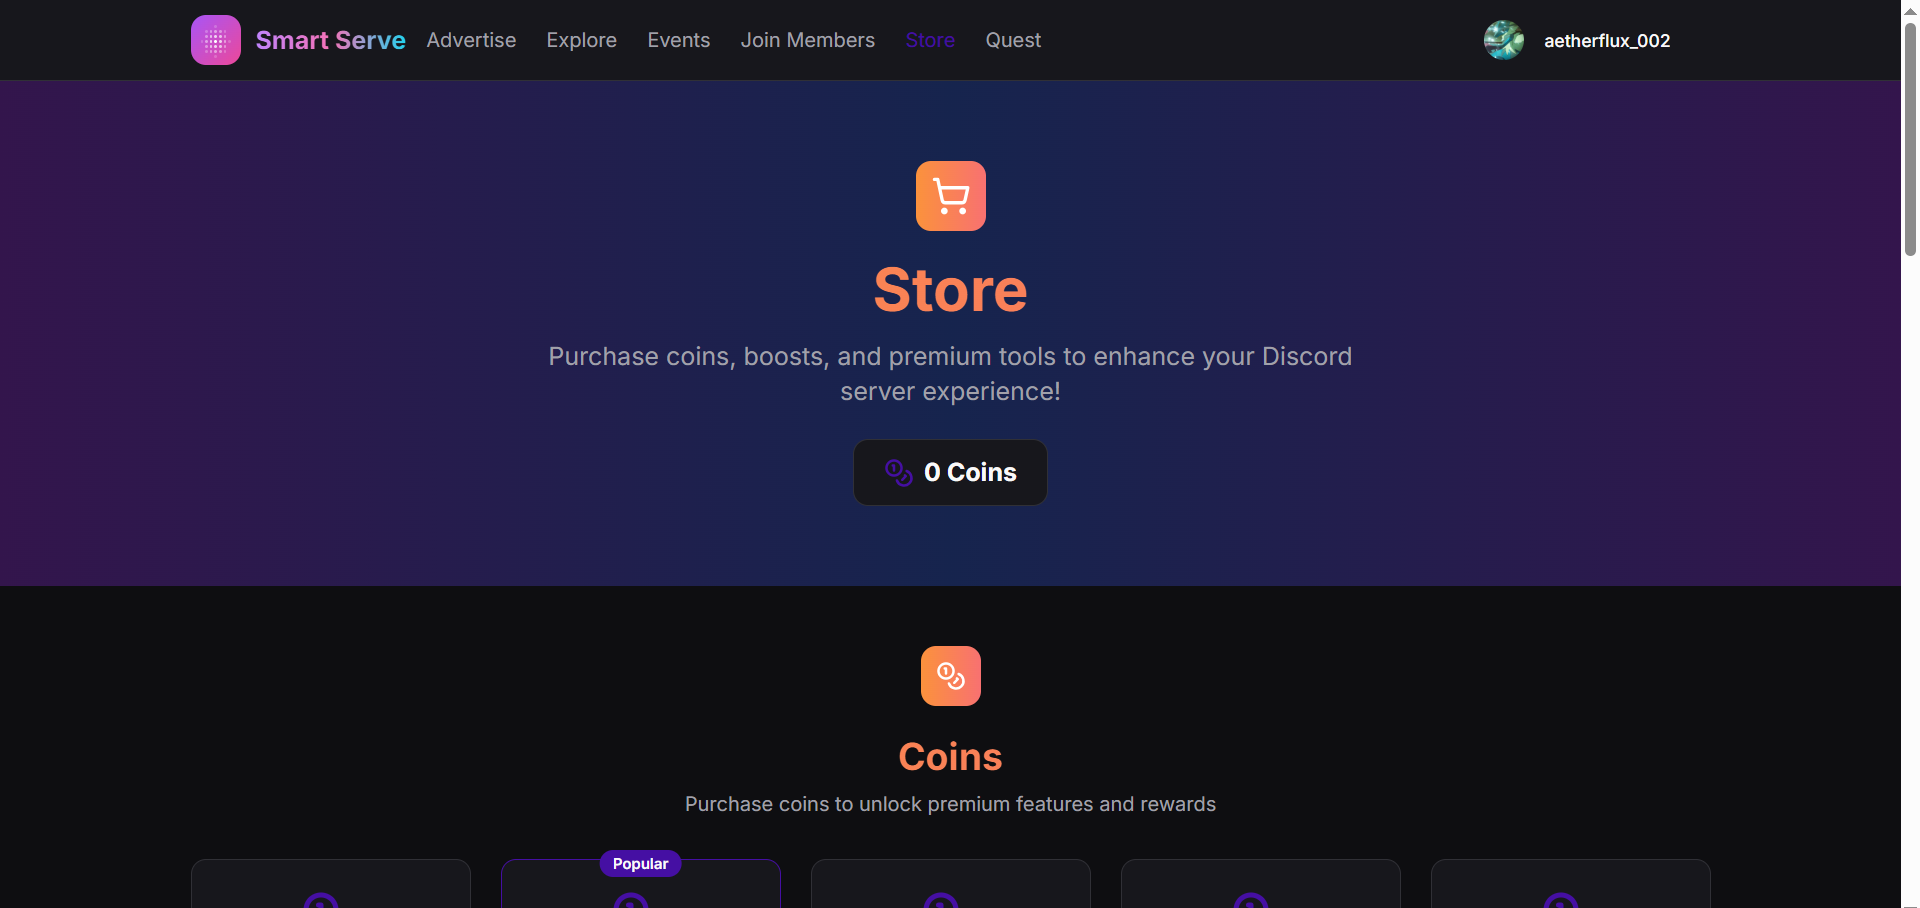 Smart Serve Advertise Explore Events Join Members Store Quest aetherflux_002
Store
Purchase coins, boosts, and premium tools to enhance your Discord
server experience!
0 Coins
Coins
Purchase coins to unlock premium features and rewards
Popular